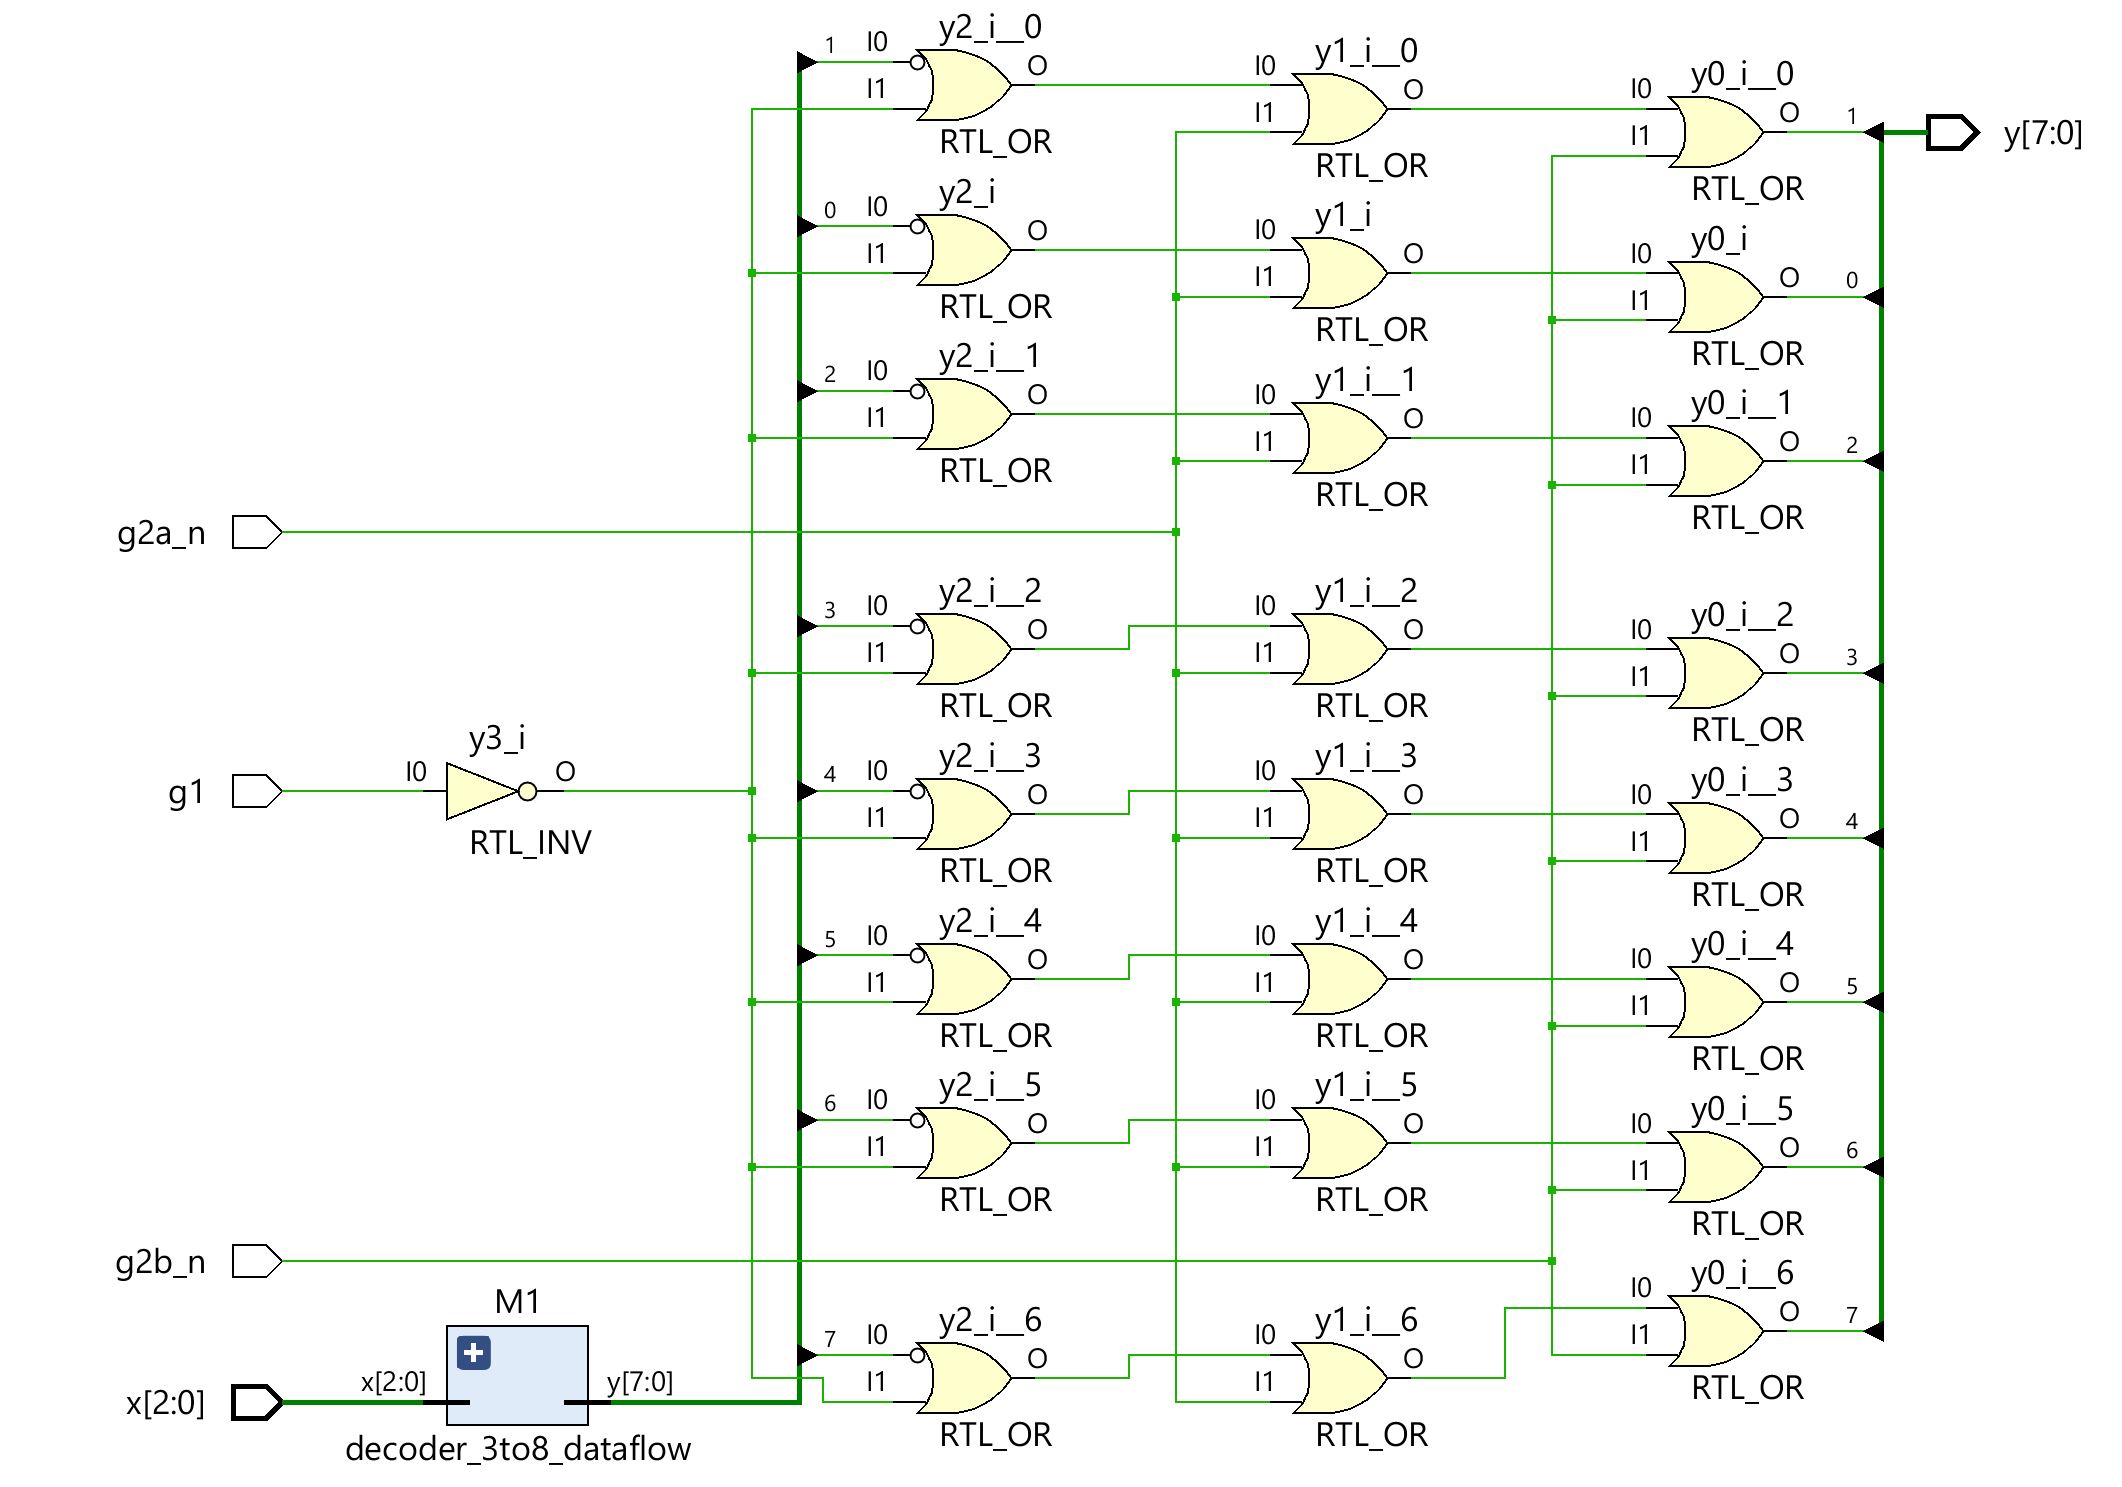 y2_i__0
1 I0 O
I1
RTL_OR
y1_i__0
I0 O
I1
RTL_OR
y0_i__0
I0 O 1
I1
RTL_OR
y[7:0]
y2_i
0 I0 O
I1
RTL_OR
y1_i
I0 O
I1
RTL_OR
y0_i
I0 O 0
I1
RTL_OR
y2_i__1
2 I0 O
I1
RTL_OR
y1_i__1
I0 O
I1
RTL_OR
y0_i__1
I0 O 2
I1
RTL_OR
g2a_n
y2_i__2
3 I0 O
I1
RTL_OR
y1_i__2
I0 O
I1
RTL_OR
y0_i__2
I0 O 3
I1
RTL_OR
g1
y3_i
I0 O
RTL_INV
y2_i__3
4 I0 O
I1
RTL_OR
y1_i__3
I0 O
I1
RTL_OR
y0_i__3
I0 O 4
I1
RTL_OR
y2_i__4
5 I0 O
I1
RTL_OR
y1_i__4
I0 O
I1
RTL_OR
y0_i__4
I0 O 5
I1
RTL_OR
y2_i__5
6 I0 O
I1
RTL_OR
y1_i__5
I0 O
I1
RTL_OR
y0_i__5
I0 O 6
I1
RTL_OR
g2b_n
M1
x[2:0]
x[2:0] y[7:0]
decoder_3to8_dataflow
y2_i__6
7 I0 O
I1
RTL_OR
y1_i__6
I0 O
I1
RTL_OR
y0_i__6
I0 O 7
I1
RTL_OR